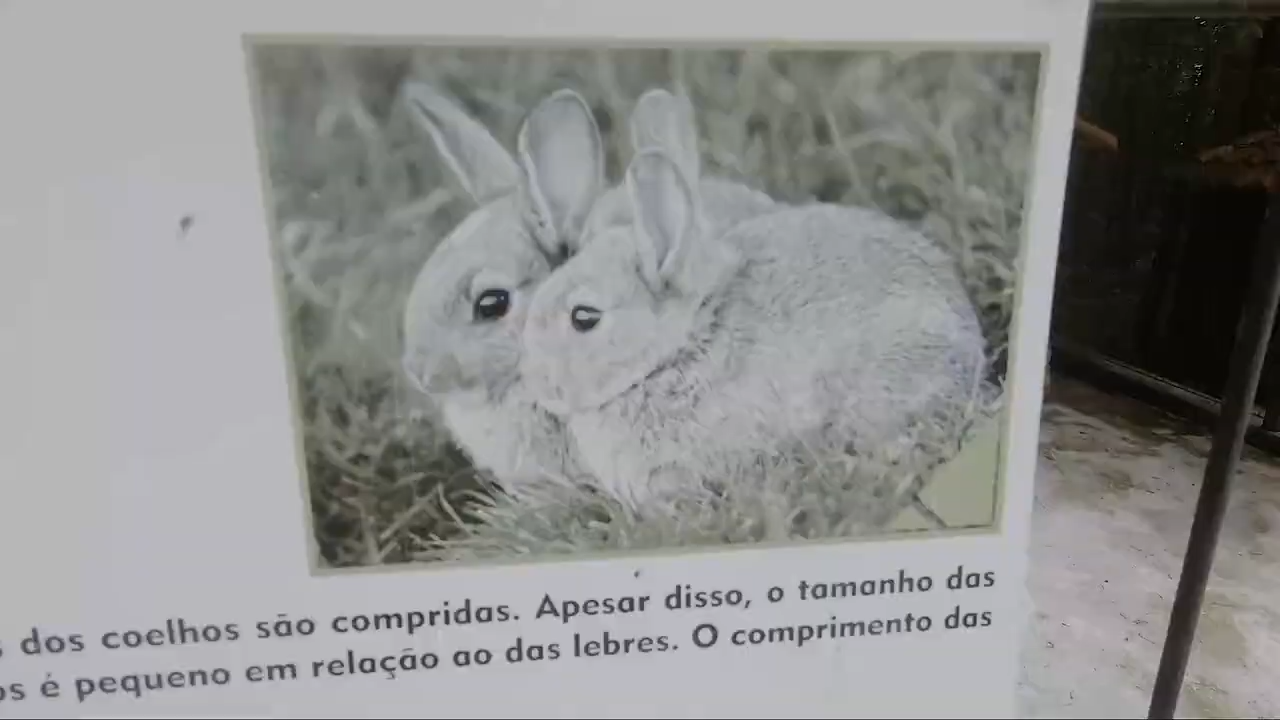 dos coelhos são compridas. Apesar disso, o tamanho das
é pequeno em relação ao das lebres. O comprimento das